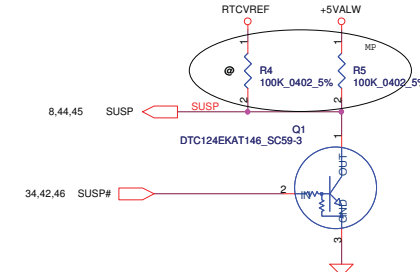 RTCVREF
+5VALW
MP
1
1
@
R4
R5
100K_0402_5%
100K_0402_5%
2
2
8,44,45
SUSP
SUSP
Q1
DTC124EKAT146_SC59-3
1
OUT
34,42,46
SUSP#
2
IN
GND
3